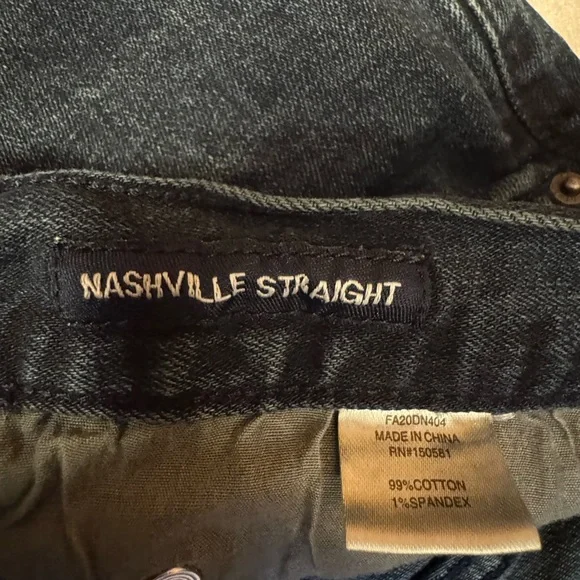 NASHVILLE STRAIGHT
FA20DN404
MADE IN CHINA
RN#150581
99%COTTON
1%SPANDEX